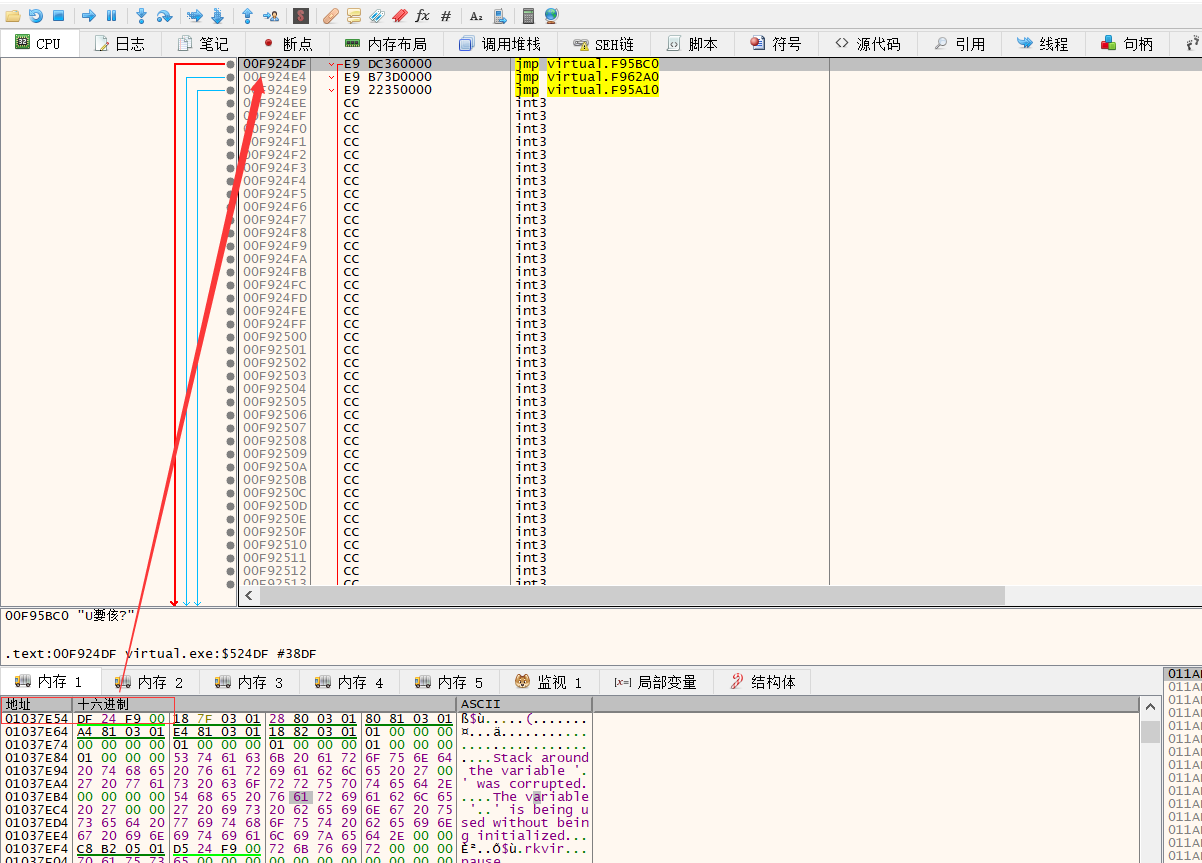 fx # A₂
CPU 日志 笔记 断点 内存布局 调用堆栈 SEH链 脚本 符号 源代码 引用 线程 句柄
00F924DF E9 DC360000 jmp virtual.F95BC0
00F924E4 E9 B73D0000 jmp virtual.F962A0
00F924E9 E9 22350000 jmp virtual.F95A10
00F924EE CC int3
00F924EF CC int3
00F924F0 CC int3
00F924F1 CC int3
00F924F2 CC int3
00F924F3 CC int3
00F924F4 CC int3
00F924F5 CC int3
00F924F6 CC int3
00F924F7 CC int3
00F924F8 CC int3
00F924F9 CC int3
00F924FA CC int3
00F924FB CC int3
00F924FC CC int3
00F924FD CC int3
00F924FE CC int3
00F924FF CC int3
00F92500 CC int3
00F92501 CC int3
00F92502 CC int3
00F92503 CC int3
00F92504 CC int3
00F92505 CC int3
00F92506 CC int3
00F92507 CC int3
00F92508 CC int3
00F92509 CC int3
00F9250A CC int3
00F9250B CC int3
00F9250C CC int3
00F9250D CC int3
00F9250E CC int3
00F9250F CC int3
00F92510 CC int3
00F92511 CC int3
00F92512 CC int3
00F92513 CC int3
00F95BC0 "U嬱侅?"
.text:00F924DF virtual.exe:$524DF #38DF
内存 1 内存 2 内存 3 内存 4 内存 5 监视 1 [x=] 局部变量 结构体
地址 十六进制 ASCII
01037E54 DF 24 F9 00 18 7F 03 01 28 80 03 01 80 81 03 01 ß$ù.....(.......
01037E64 A4 81 03 01 E4 81 03 01 18 82 03 01 01 00 00 00 ¤...ä...........
01037E74 00 00 00 00 01 00 00 00 01 00 00 00 01 00 00 00 ................
01037E84 01 00 00 00 53 74 61 63 6B 20 61 72 6F 75 6E 64 ....Stack around
01037E94 20 74 68 65 20 76 61 72 69 61 62 6C 65 20 27 00 the variable '.
01037EA4 27 20 77 61 73 20 63 6F 72 72 75 70 74 65 64 2E ' was corrupted.
01037EB4 00 00 00 00 54 68 65 20 76 61 72 69 61 62 6C 65 ....The variable
01037EC4 20 27 00 00 27 20 69 73 20 62 65 69 6E 67 20 75 '..' is being u
01037ED4 73 65 64 20 77 69 74 68 6F 75 74 20 62 65 69 6E sed without bein
01037EE4 67 20 69 6E 69 74 69 61 6C 69 7A 65 64 2E 00 00 g initialized...
01037EF4 C8 B2 05 01 D5 24 F9 00 72 6B 76 69 72 00 00 00 È²..Õ$ù.rkvir...
01037F04 70 61 75 73 65 00 00 00 00 00 00 00 00 00 00 00 pause